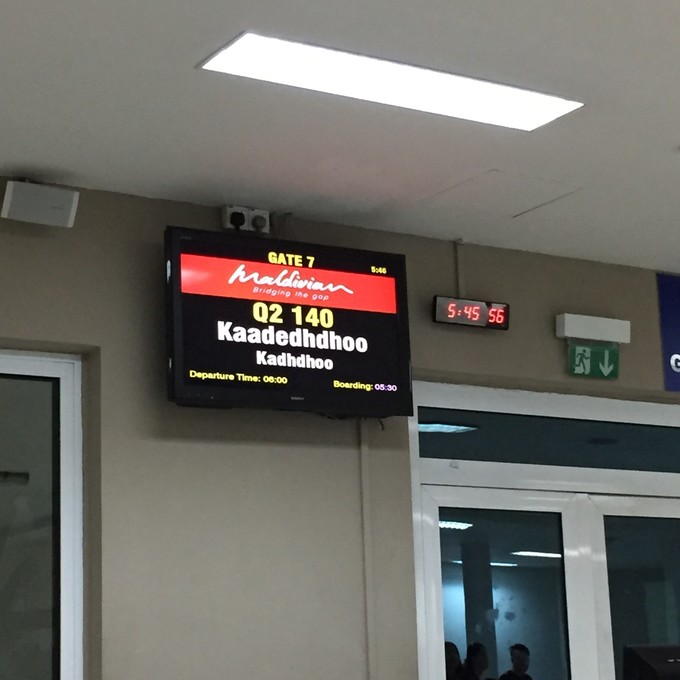 GATE 7
5:46
Maldivian
Bridging the gap
Q2 140
Kaadedhdhoo
Kadhdhoo
Departure Time: 06:00
Boarding: 05:30
5:45 56
G